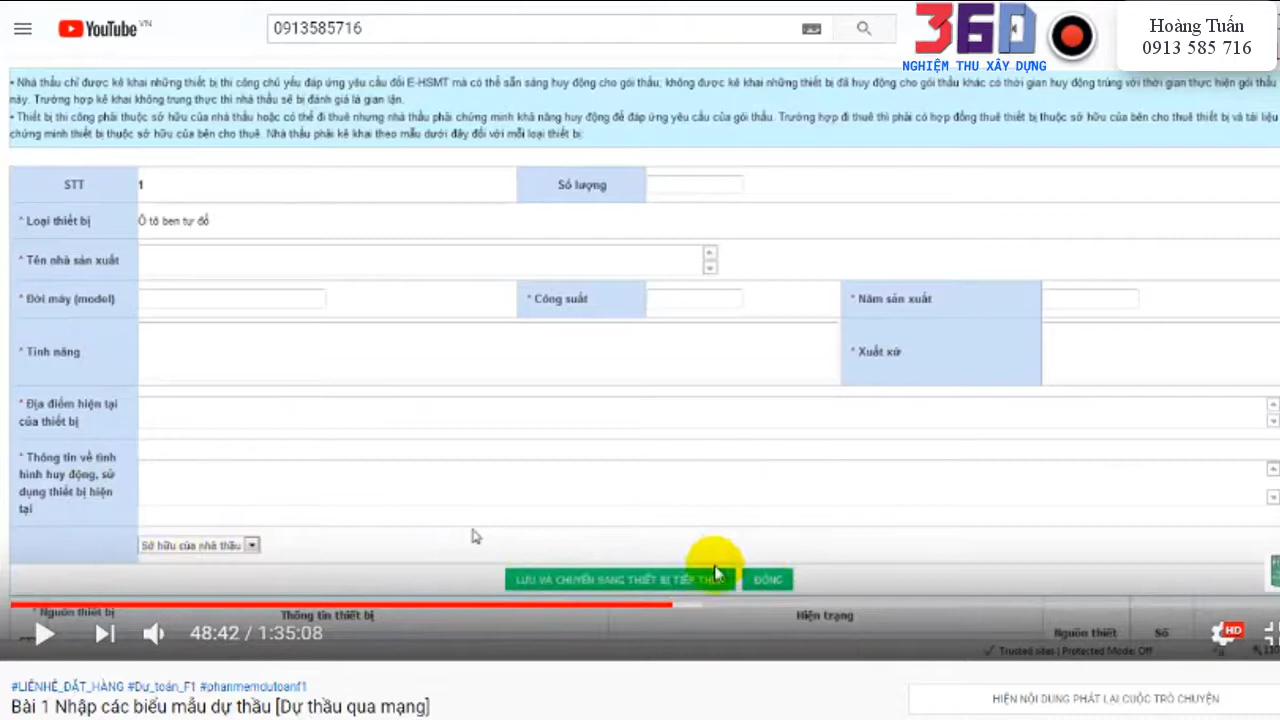 YouTube VN
0913585716
360
NGHIỆM THU XÂY DỰNG
Hoàng Tuấn
0913 585 716
• Nhà thầu chỉ được kê khai những thiết bị thi công chủ yếu đáp ứng yêu cầu đối E-HSMT mà có thể sẵn sàng huy động cho gói thầu; không được kê khai những thiết bị đã huy động cho gói thầu khác có thời gian huy động trùng với thời gian thực hiện gói thầu
này. Trường hợp kê khai không trung thực thì nhà thầu sẽ bị đánh giá là gian lận.
• Thiết bị thi công phải thuộc sở hữu của nhà thầu hoặc có thể đi thuê nhưng nhà thầu phải chứng minh khả năng huy động để đáp ứng yêu cầu của gói thầu. Trường hợp đi thuê thì phải có hợp đồng thuê thiết bị thuộc sở hữu của bên cho thuê thiết bị và tài liệu
chứng minh thiết bị thuộc sở hữu của bên cho thuê. Nhà thầu phải kê khai theo mẫu dưới đây đối với mỗi loại thiết bị:
STT 1 Số lượng
* Loại thiết bị Ô tô ben tự đổ
* Tên nhà sản xuất
* Đời máy (model) * Công suất * Năm sản xuất
* Tính năng * Xuất xứ
* Địa điểm hiện tại
của thiết bị
* Thông tin về tình
hình huy động, sử
dụng thiết bị hiện
tại
Sở hữu của nhà thầu
LƯU VÀ CHUYỂN SANG THIẾT BỊ TIẾP THEO ĐÓNG
* Nguồn thiết bị Thông tin thiết bị Hiện trạng
Nguồn thiết Số
48:42 / 1:35:08
HD
Trusted sites | Protected Mode: Off
#LIÊNHỆ_ĐẶT_HÀNG #Dự_toán_F1 #phanmemdutoanf1
Bài 1 Nhập các biểu mẫu dự thầu [Dự thầu qua mạng]
HIỆN NỘI DUNG PHÁT LẠI CUỘC TRÒ CHUYỆN